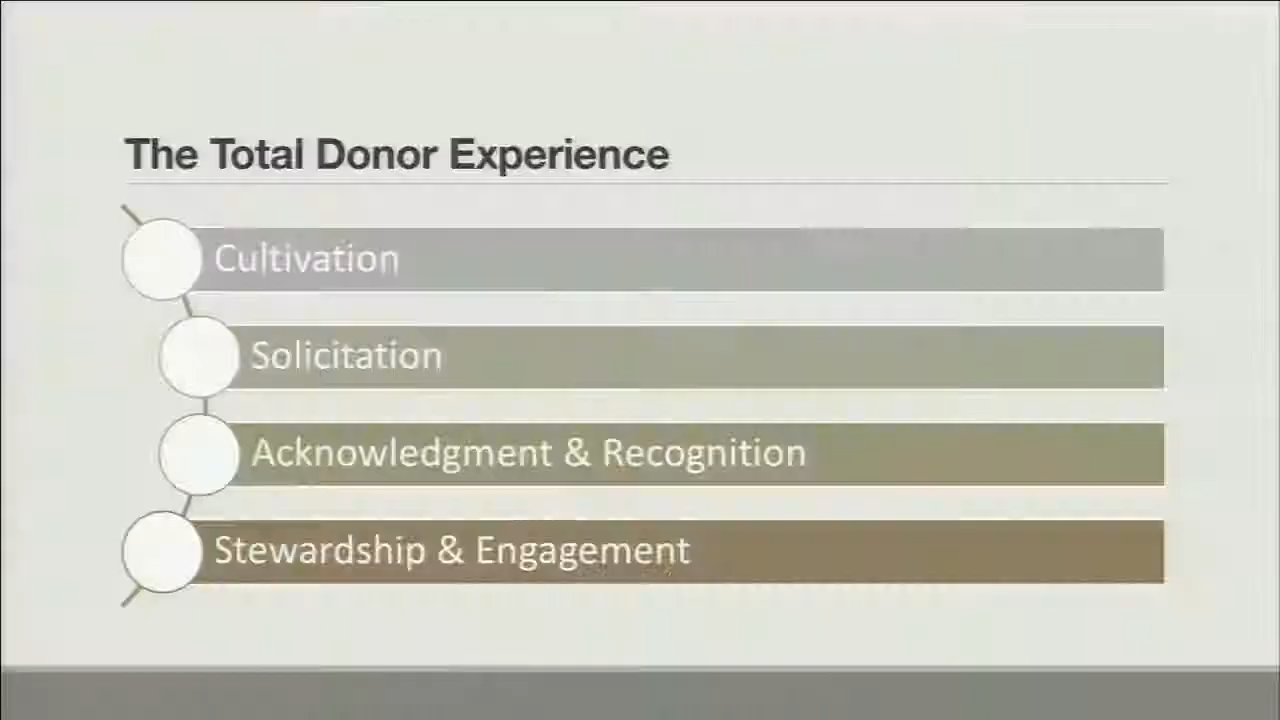 The Total Donor Experience
Cultivation
Solicitation
Acknowledgment & Recognition
Stewardship & Engagement